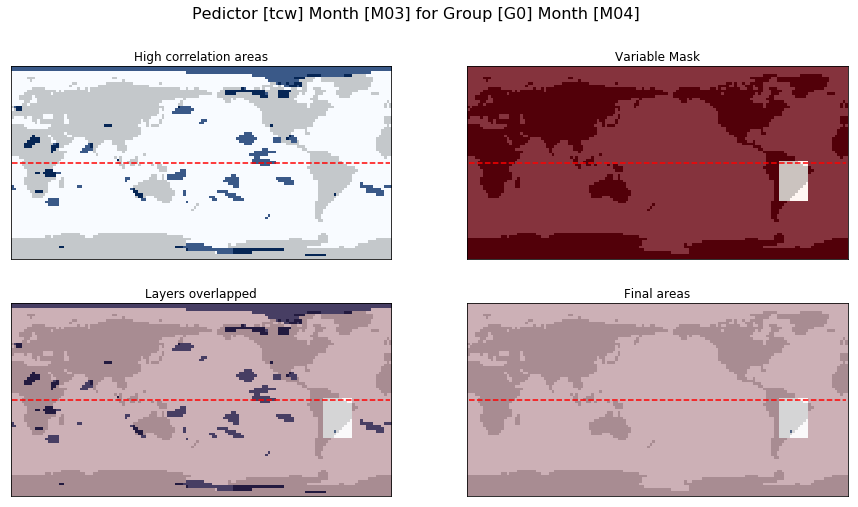 Pedictor [tcw] Month [M03] for Group [G0] Month [M04]
High correlation areas
Variable Mask
Layers overlapped
Final areas